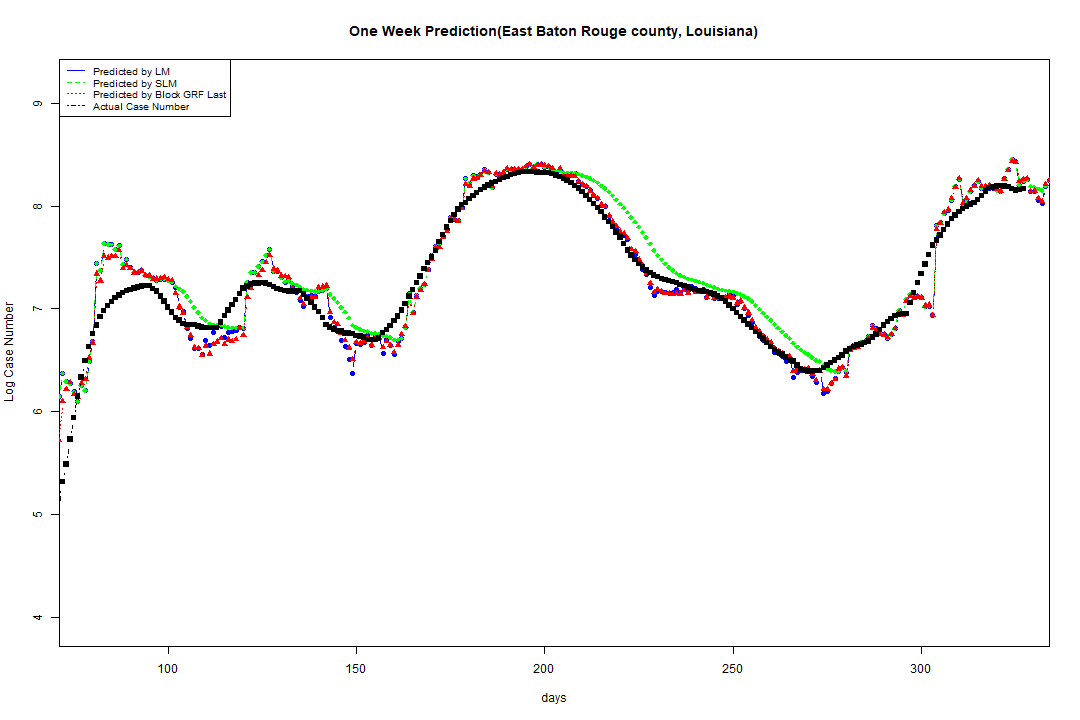 One Week Prediction(East Baton Rouge county, Louisiana)
Predicted by LM
Predicted by SLM
Predicted by Block GRF Last
Actual Case Number
9
8
7
6
5
4
Log Case Number
100 150 200 250 300
days